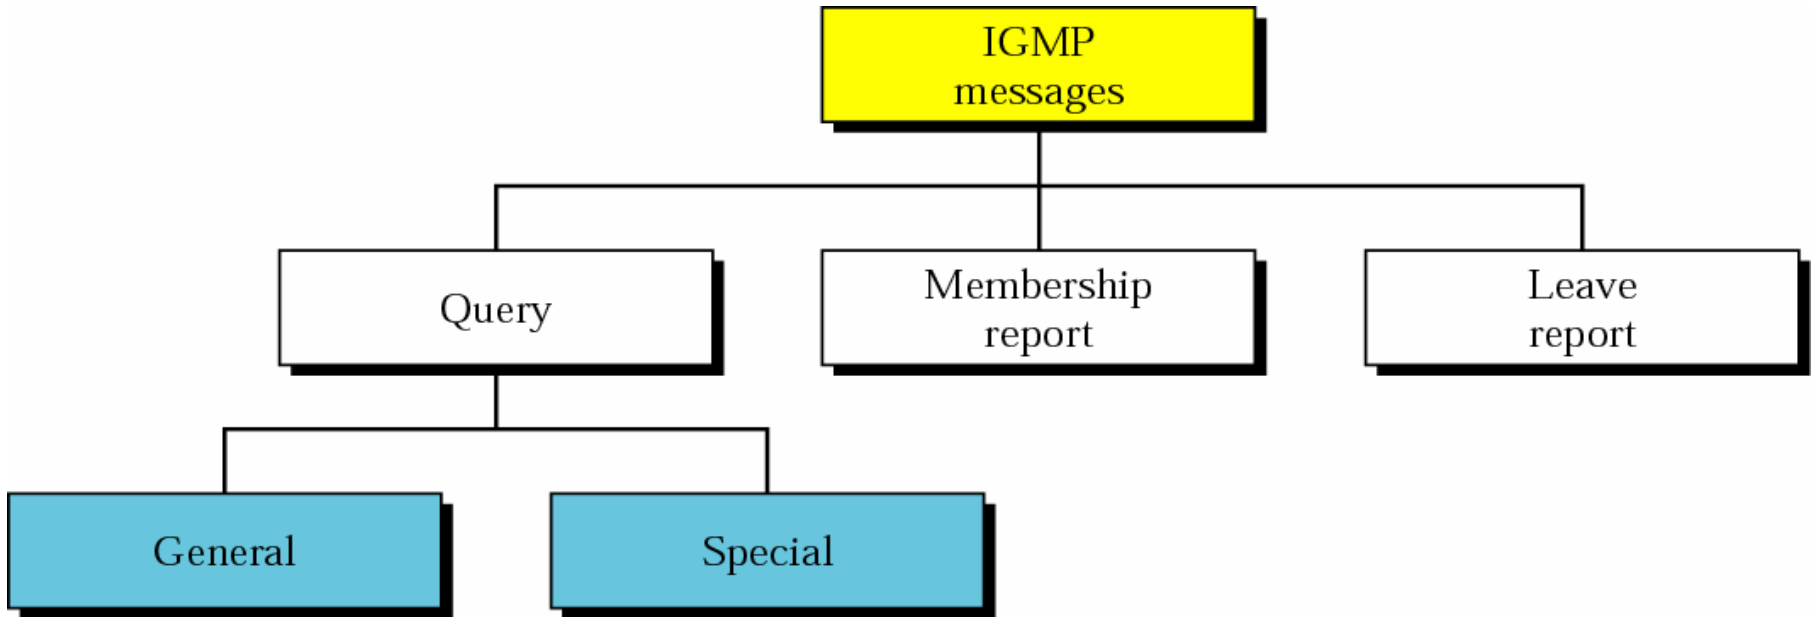 IGMP
messages
Query
Membership
report
Leave
report
General
Special